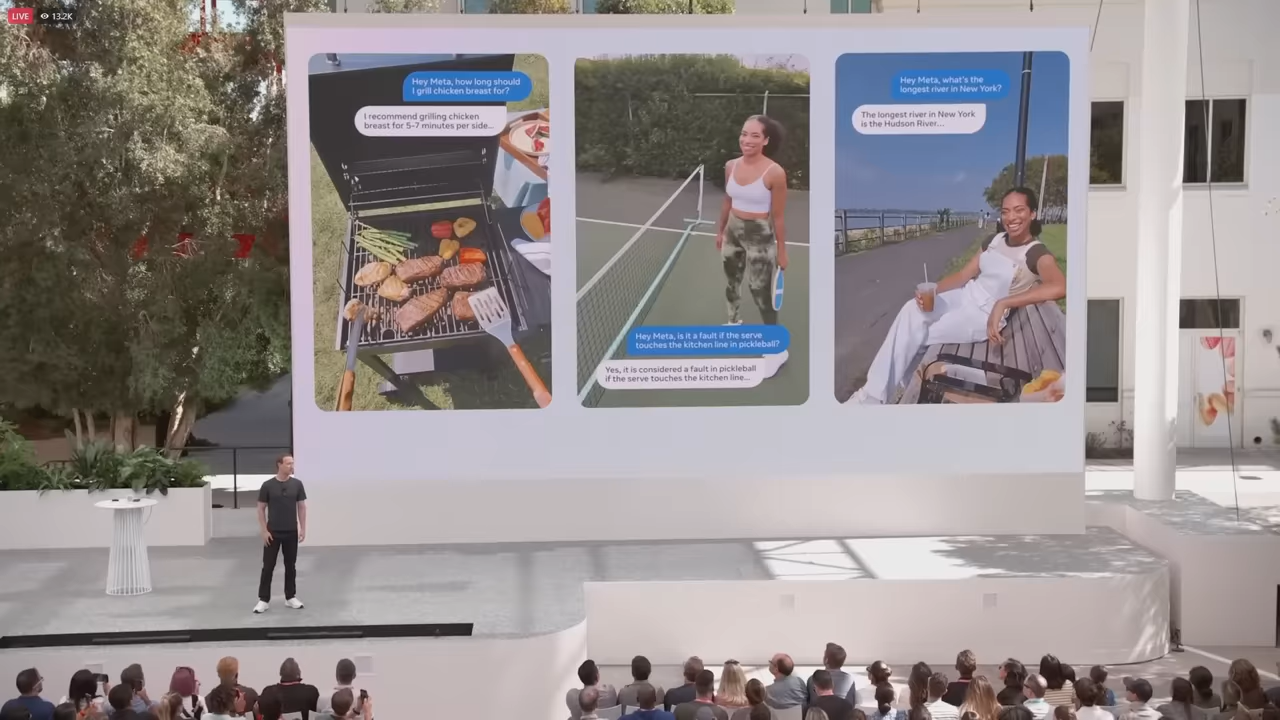 LIVE
13.2K
Hey Meta, how long should
I grill chicken breast for?
I recommend grilling chicken
breast for 5-7 minutes per side...
Hey Meta, is it a fault if the serve
touches the kitchen line in pickleball?
Yes, it is considered a fault in pickleball
if the serve touches the kitchen line...
Hey Meta, what's the
longest river in New York?
The longest river in New York
is the Hudson River...